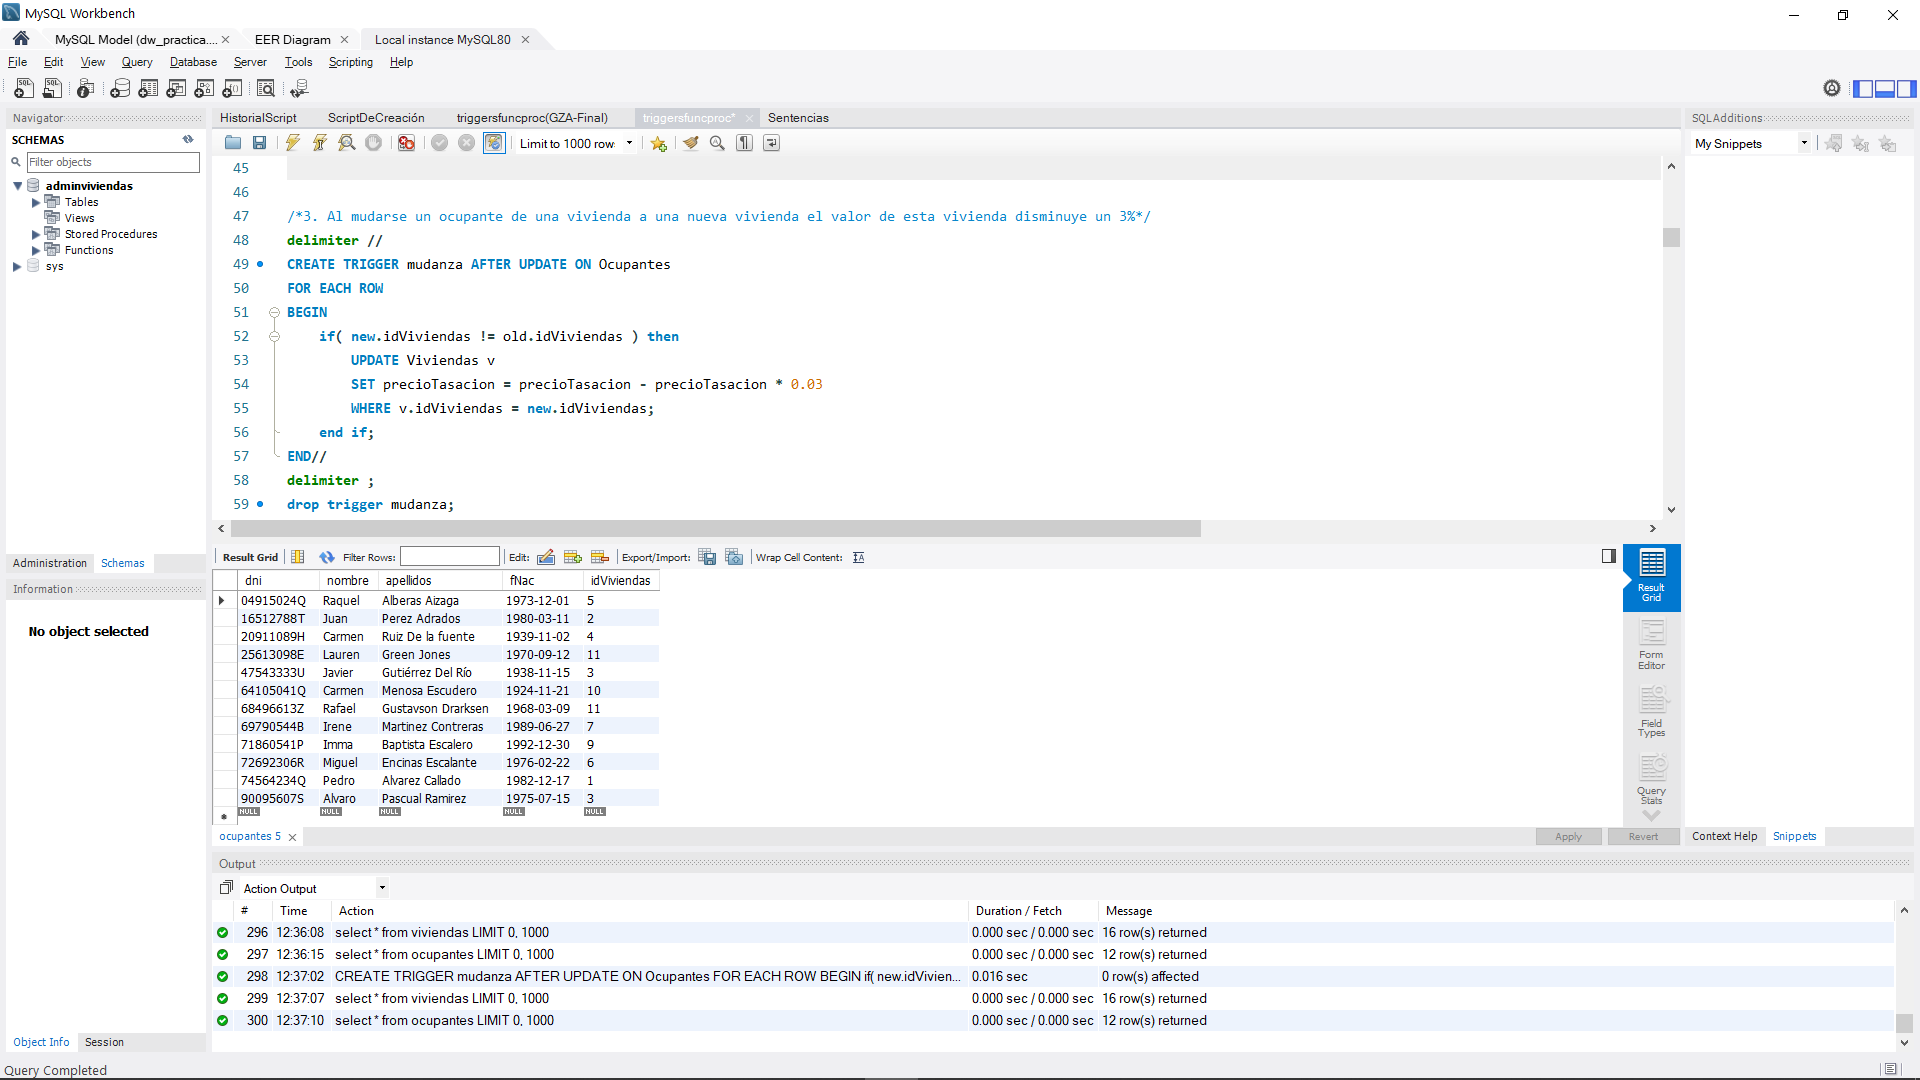 MySQL Workbench
MySQL Model (dw_practica.... × EER Diagram × Local instance MySQL80 ×
File Edit View Query Database Server Tools Scripting Help
Navigator
SCHEMAS
Filter objects
adminviviendas
Tables
Views
Stored Procedures
Functions
sys
Administration Schemas
Information
No object selected
Object Info Session
HistorialScript ScriptDeCreación triggersfuncproc(GZA-Final) triggersfuncproc* × Sentencias
Limit to 1000 row:
45
46
47 /*3. Al mudarse un ocupante de una vivienda a una nueva vivienda el valor de esta vivienda disminuye un 3%*/
48 delimiter //
49 CREATE TRIGGER mudanza AFTER UPDATE ON Ocupantes
50 FOR EACH ROW
51 BEGIN
52 if( new.idViviendas != old.idViviendas ) then
53 UPDATE Viviendas v
54 SET precioTasacion = precioTasacion - precioTasacion * 0.03
55 WHERE v.idViviendas = new.idViviendas;
56 end if;
57 END//
58 delimiter ;
59 drop trigger mudanza;
Result Grid Filter Rows: Edit: Export/Import: Wrap Cell Content:
dni nombre apellidos fNac idViviendas
04915024Q Raquel Alberas Aizaga 1973-12-01 5
16512788T Juan Perez Adrados 1980-03-11 2
20911089H Carmen Ruiz De la fuente 1939-11-02 4
25613098E Lauren Green Jones 1970-09-12 11
47543333U Javier Gutiérrez Del Río 1938-11-15 3
64105041Q Carmen Menosa Escudero 1924-11-21 10
68496613Z Rafael Gustavson Drarksen 1968-03-09 11
69790544B Irene Martinez Contreras 1989-06-27 7
71860541P Imma Baptista Escalero 1992-12-30 9
72692306R Miguel Encinas Escalante 1976-02-22 6
74564234Q Pedro Alvarez Callado 1982-12-17 1
90095607S Alvaro Pascual Ramirez 1975-07-15 3
NULL NULL NULL NULL NULL
Result Grid
Form Editor
Field Types
Query Stats
ocupantes 5 ×
Apply Revert
SQLAdditions
My Snippets
Context Help Snippets
Output
Action Output
# Time Action Duration / Fetch Message
296 12:36:08 select * from viviendas LIMIT 0, 1000 0.000 sec / 0.000 sec 16 row(s) returned
297 12:36:15 select * from ocupantes LIMIT 0, 1000 0.000 sec / 0.000 sec 12 row(s) returned
298 12:37:02 CREATE TRIGGER mudanza AFTER UPDATE ON Ocupantes FOR EACH ROW BEGIN if( new.idVivien... 0.016 sec 0 row(s) affected
299 12:37:07 select * from viviendas LIMIT 0, 1000 0.000 sec / 0.000 sec 16 row(s) returned
300 12:37:10 select * from ocupantes LIMIT 0, 1000 0.000 sec / 0.000 sec 12 row(s) returned
Query Completed